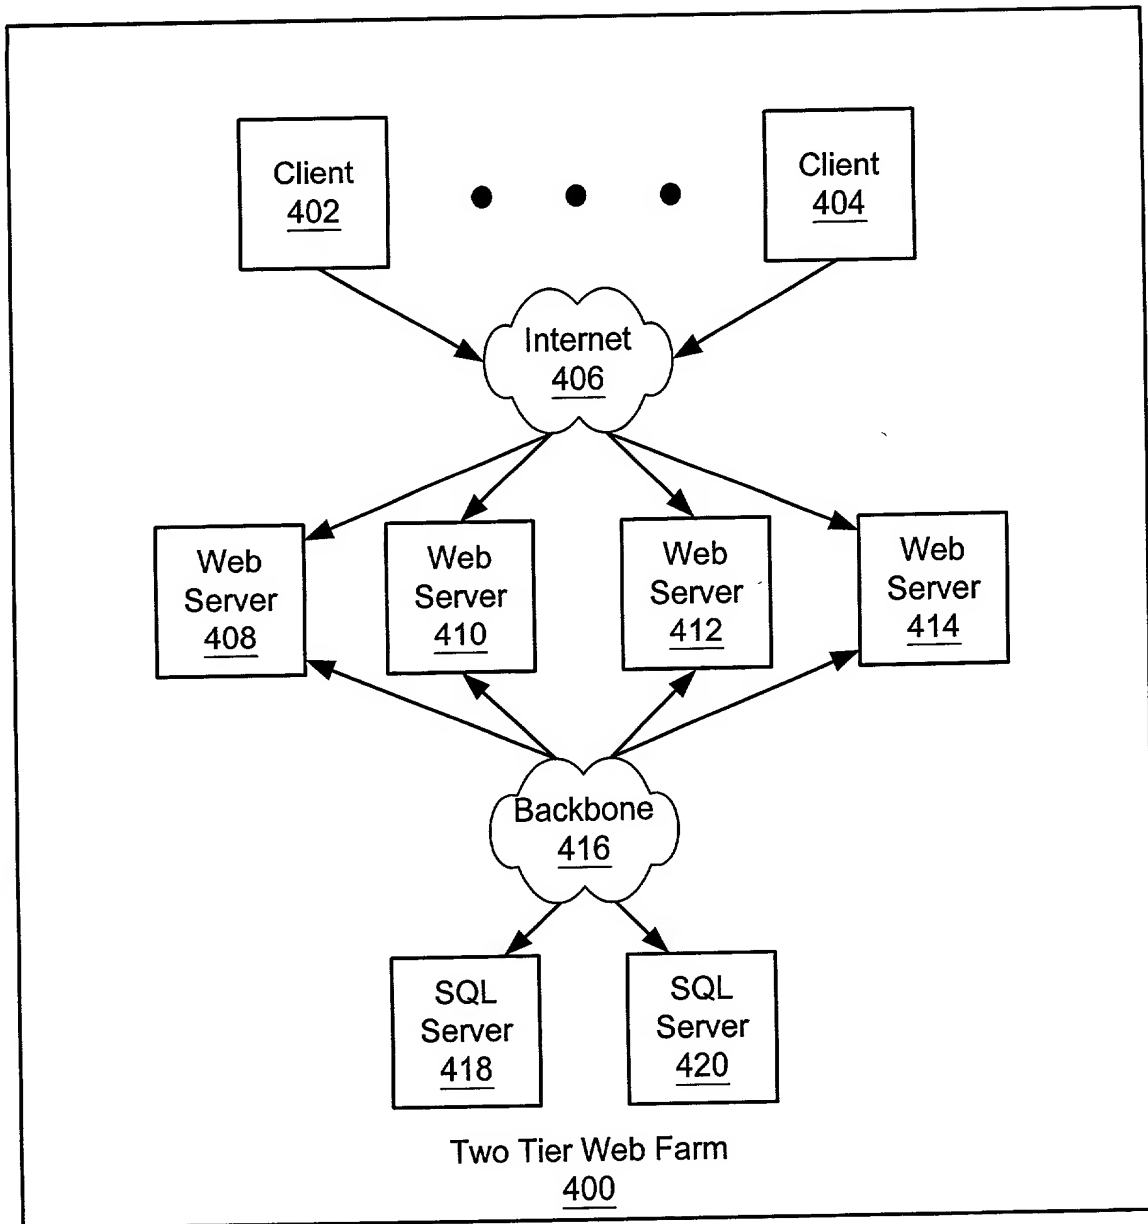 Client
402
Client
404
Internet
406
Web
Server
408
Web
Server
410
Web
Server
412
Web
Server
414
Backbone
416
SQL
Server
418
SQL
Server
420
Two Tier Web Farm
400